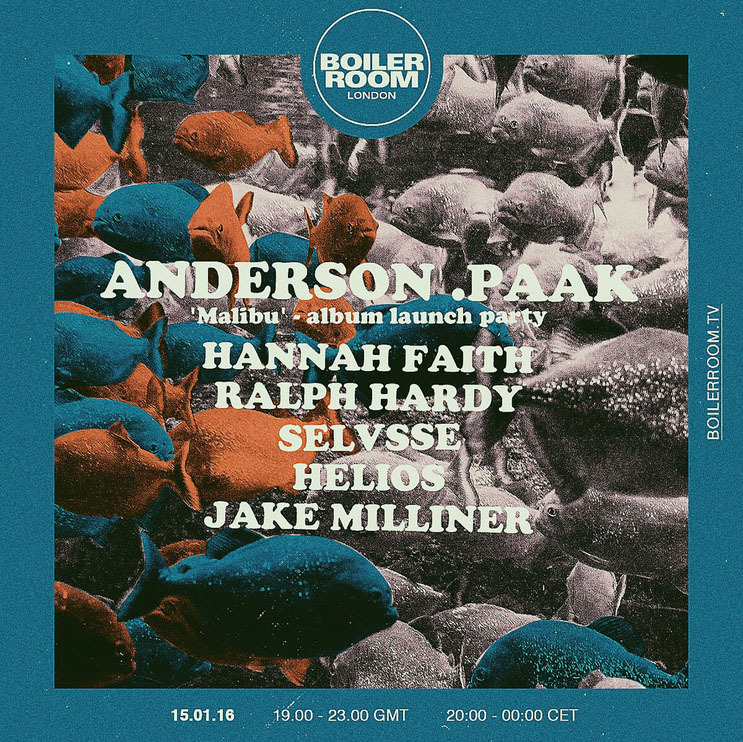 BOILER
ROOM
LONDON
ANDERSON .PAAK
'Malibu' - album launch party
HANNAH FAITH
RALPH HARDY
SELVSSE
HELIOS
JAKE MILLINER
BOILERROOM.TV
15.01.16 19.00 - 23.00 GMT 20:00 - 00:00 CET